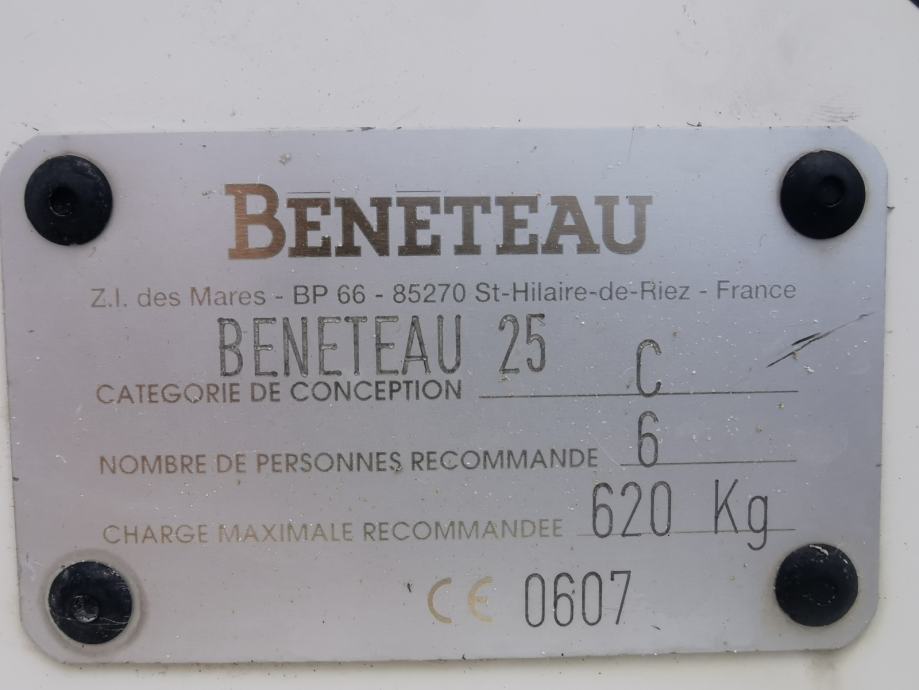 BENETEAU
Z.I. des Mares - BP 66 - 85270 St-Hilaire-de-Riez - France
BENETEAU 25
CATEGORIE DE CONCEPTION C
NOMBRE DE PERSONNES RECOMMANDE 6
CHARGE MAXIMALE RECOMMANDEE 620 Kg
CE 0607